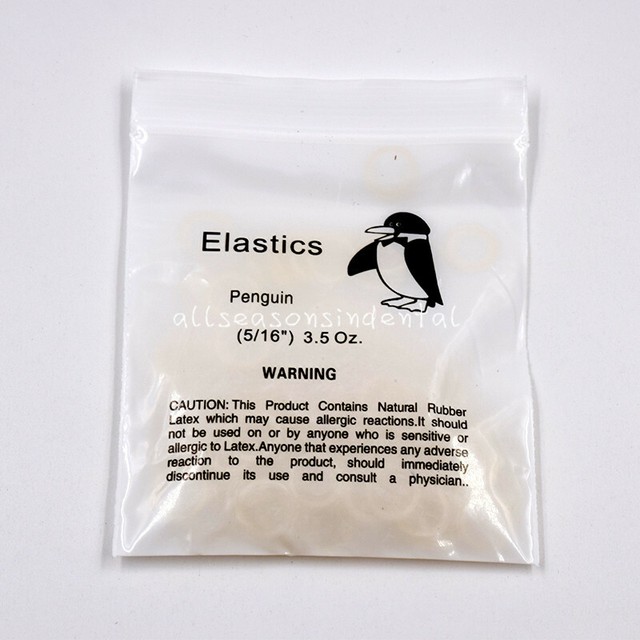 Elastics
Penguin
allseasonsindental
(5/16") 3.5 Oz.
WARNING
CAUTION: This Product Contains Natural Rubber
Latex which may cause allergic reactions.It should
not be used on or by anyone who is sensitive or
allergic to Latex.Anyone that experiences any adverse
reaction to the product, should immediately
discontinue its use and consult a physician..